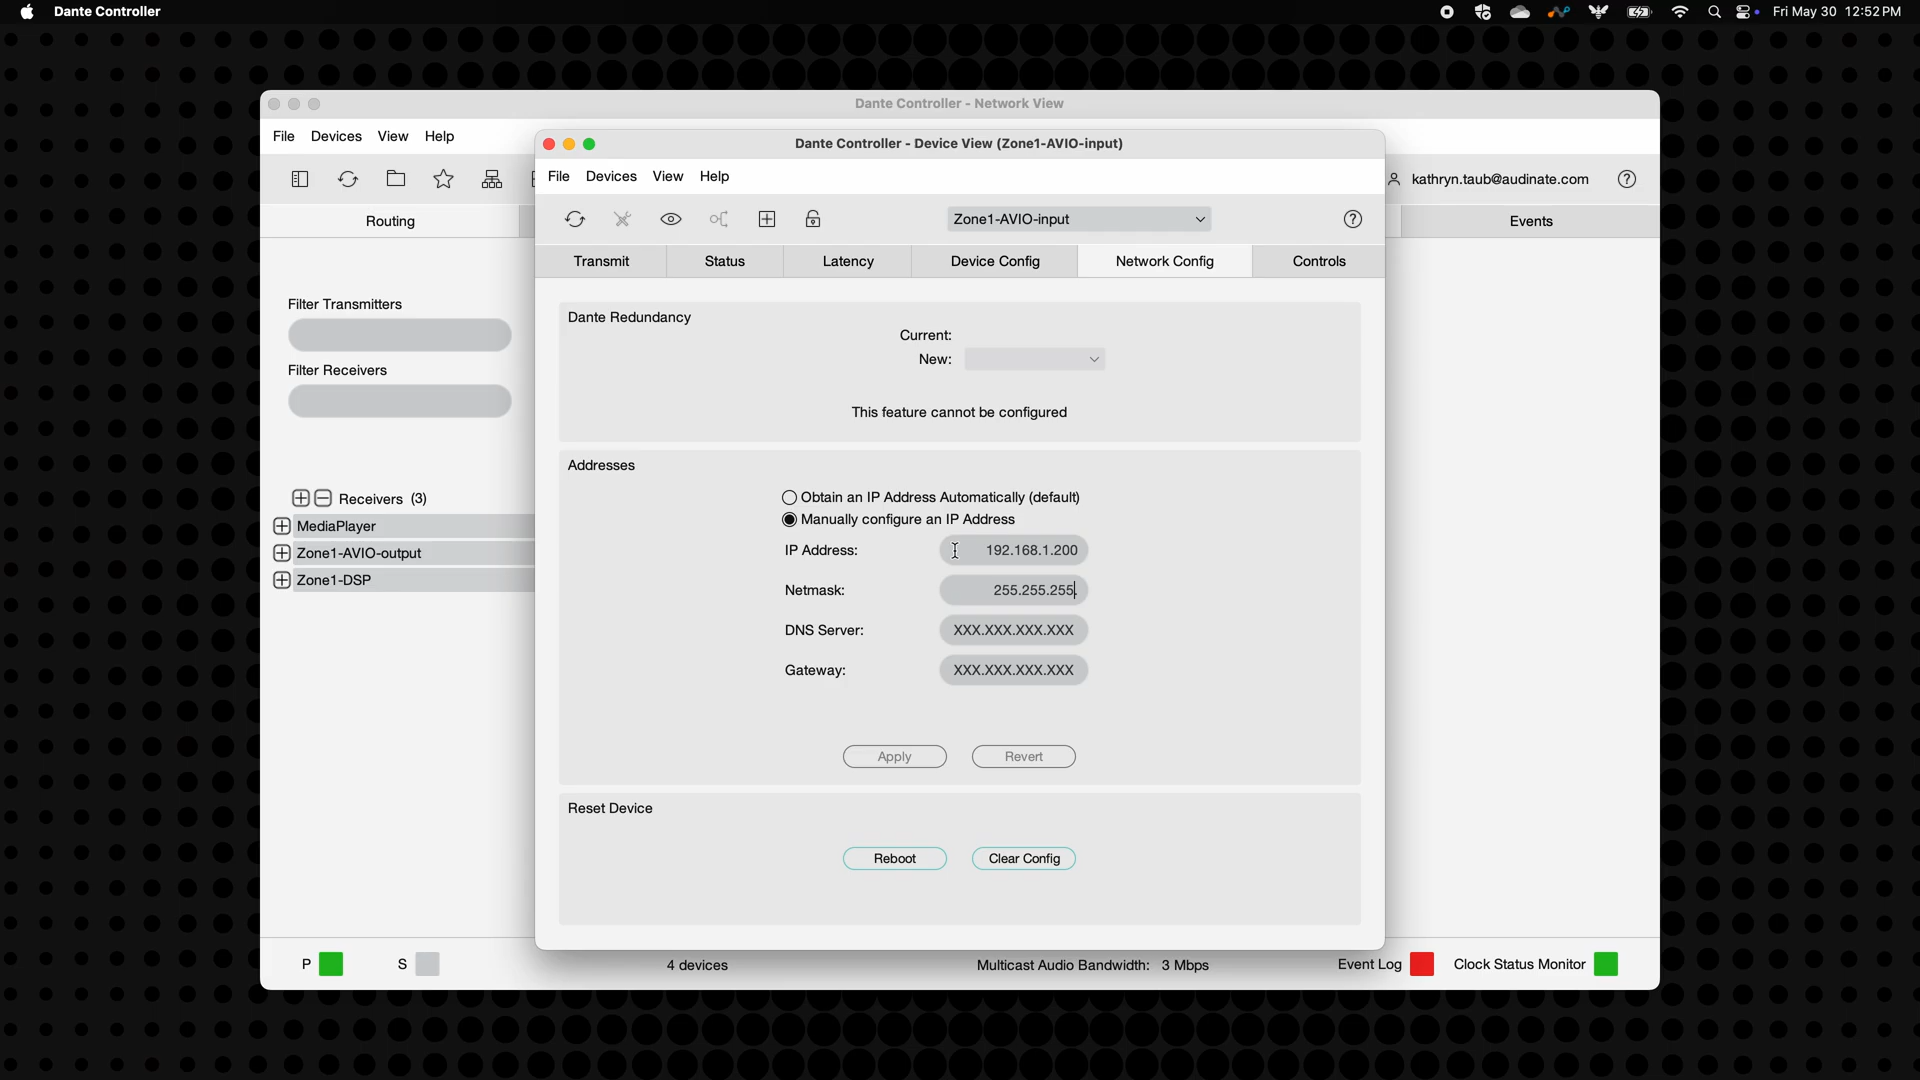 Dante Controller
Fri May 30 12:52 PM
Dante Controller - Network View
File Devices View Help
kathryn.taub@audinate.com
Routing
Events
Filter Transmitters
Filter Receivers
Receivers (3)
MediaPlayer
Zone1-AVIO-output
Zone1-DSP
Dante Controller - Device View (Zone1-AVIO-input)
File Devices View Help
Zone1-AVIO-input
Transmit Status Latency Device Config Network Config Controls
Dante Redundancy
Current:
New:
This feature cannot be configured
Addresses
Obtain an IP Address Automatically (default)
Manually configure an IP Address
IP Address: 192.168.1.200
Netmask: 255.255.255.
DNS Server: XXX.XXX.XXX.XXX
Gateway: XXX.XXX.XXX.XXX
Apply Revert
Reset Device
Reboot Clear Config
P S 4 devices Multicast Audio Bandwidth: 3 Mbps Event Log Clock Status Monitor